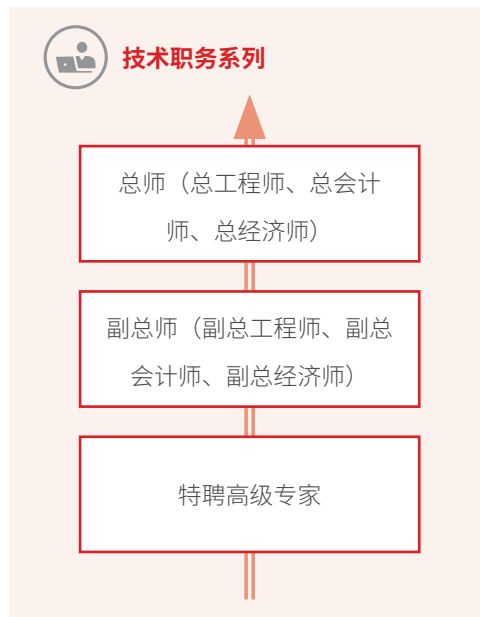 技术职务系列
总师（总工程师、总会计
师、总经济师）
副总师（副总工程师、副总
会计师、副总经济师）
特聘高级专家